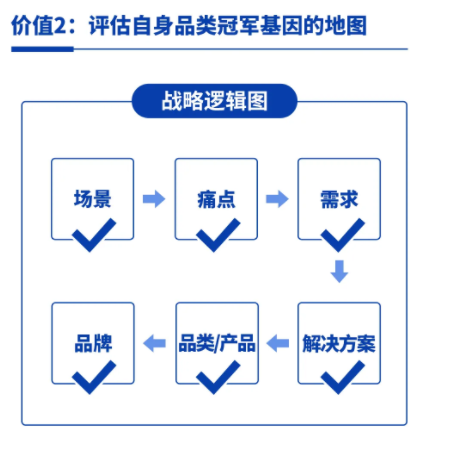 价值2：评估自身品类冠军基因的地图
战略逻辑图
场景
痛点
需求
解决方案
品类/产品
品牌